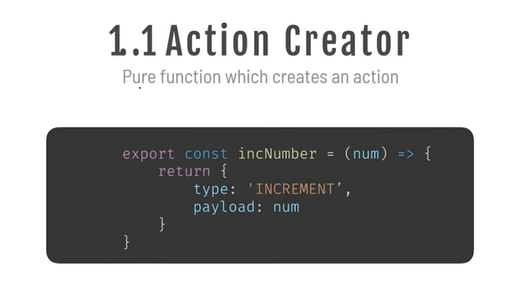 1.1 Action Creator
Pure function which creates an action
export const incNumber = (num) => {
    return {
        type: 'INCREMENT’,
        payload: num
    }
}